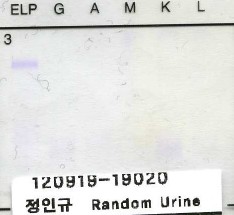 ELP G A M K L
3
120919-19020
정인규 Random Urine